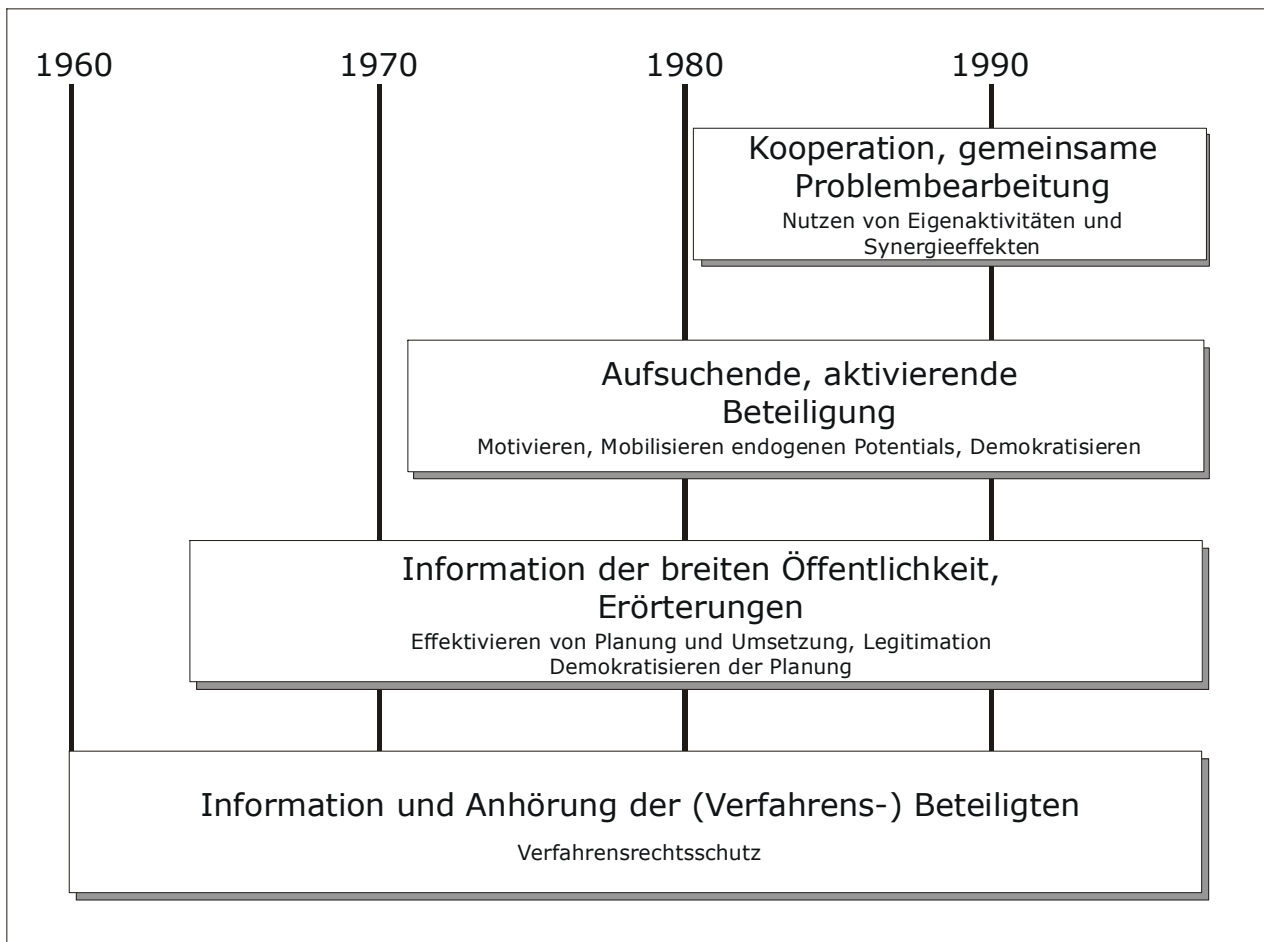 1960 1970 1980 1990
Kooperation, gemeinsame
Problembearbeitung
Nutzen von Eigenaktivitäten und
Synergieeffekten
Aufsuchende, aktivierende
Beteiligung
Motivieren, Mobilisieren endogenen Potentials, Demokratisieren
Information der breiten Öffentlichkeit,
Erörterungen
Effektivieren von Planung und Umsetzung, Legitimation
Demokratisieren der Planung
Information und Anhörung der (Verfahrens-) Beteiligten
Verfahrensrechtsschutz